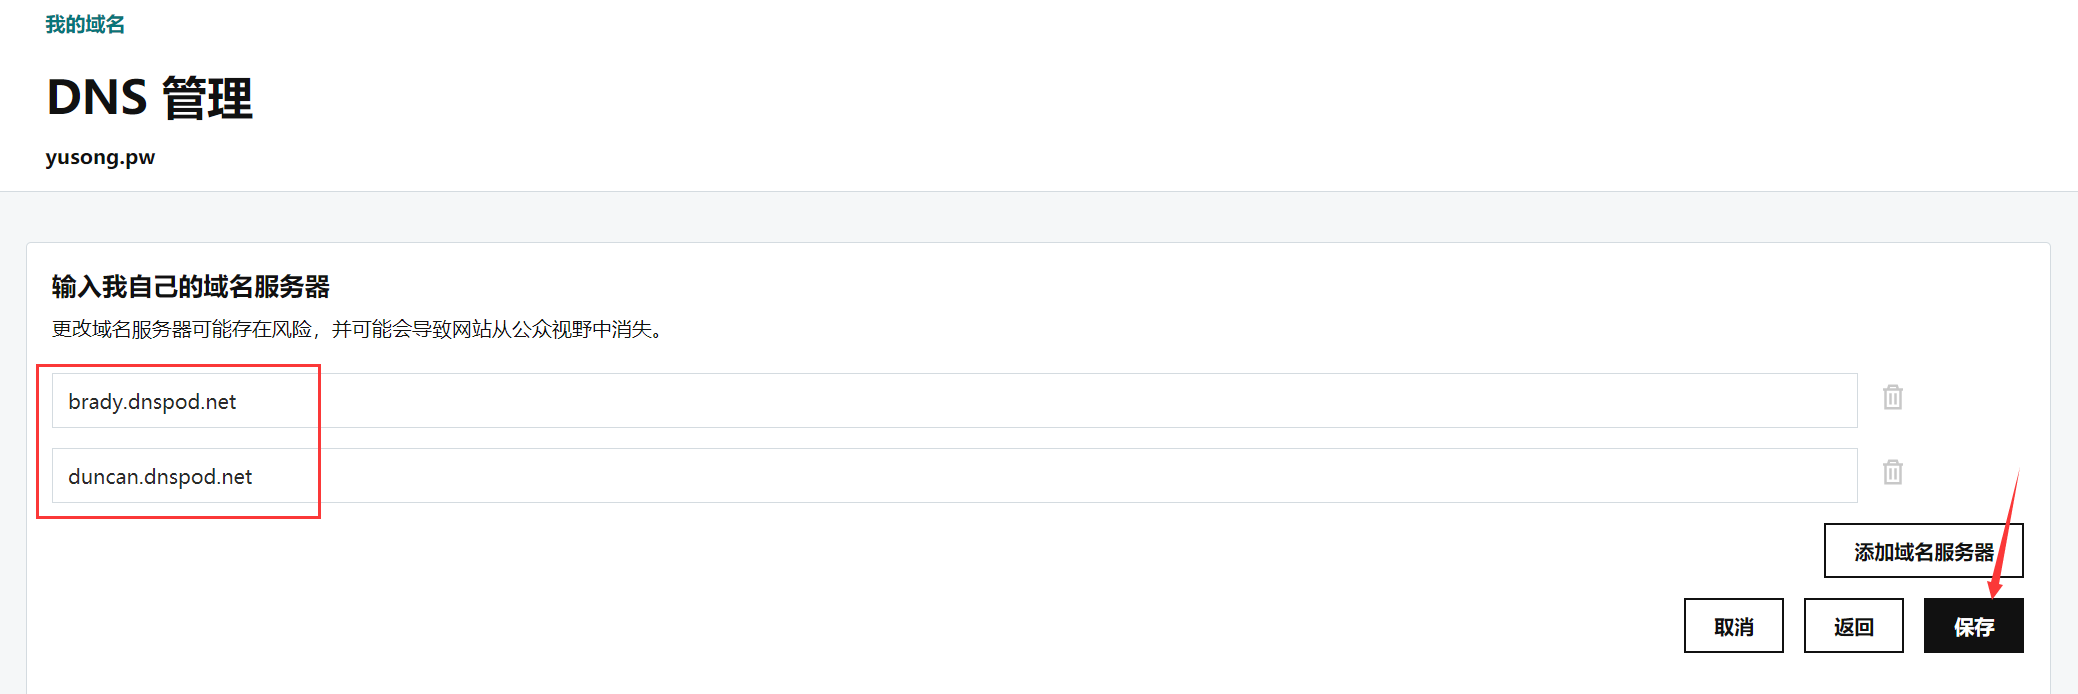 我的域名
DNS 管理
yusong.pw
输入我自己的域名服务器
更改域名服务器可能存在风险，并可能会导致网站从公众视野中消失。
brady.dnspod.net
duncan.dnspod.net
添加域名服务器
取消 返回 保存